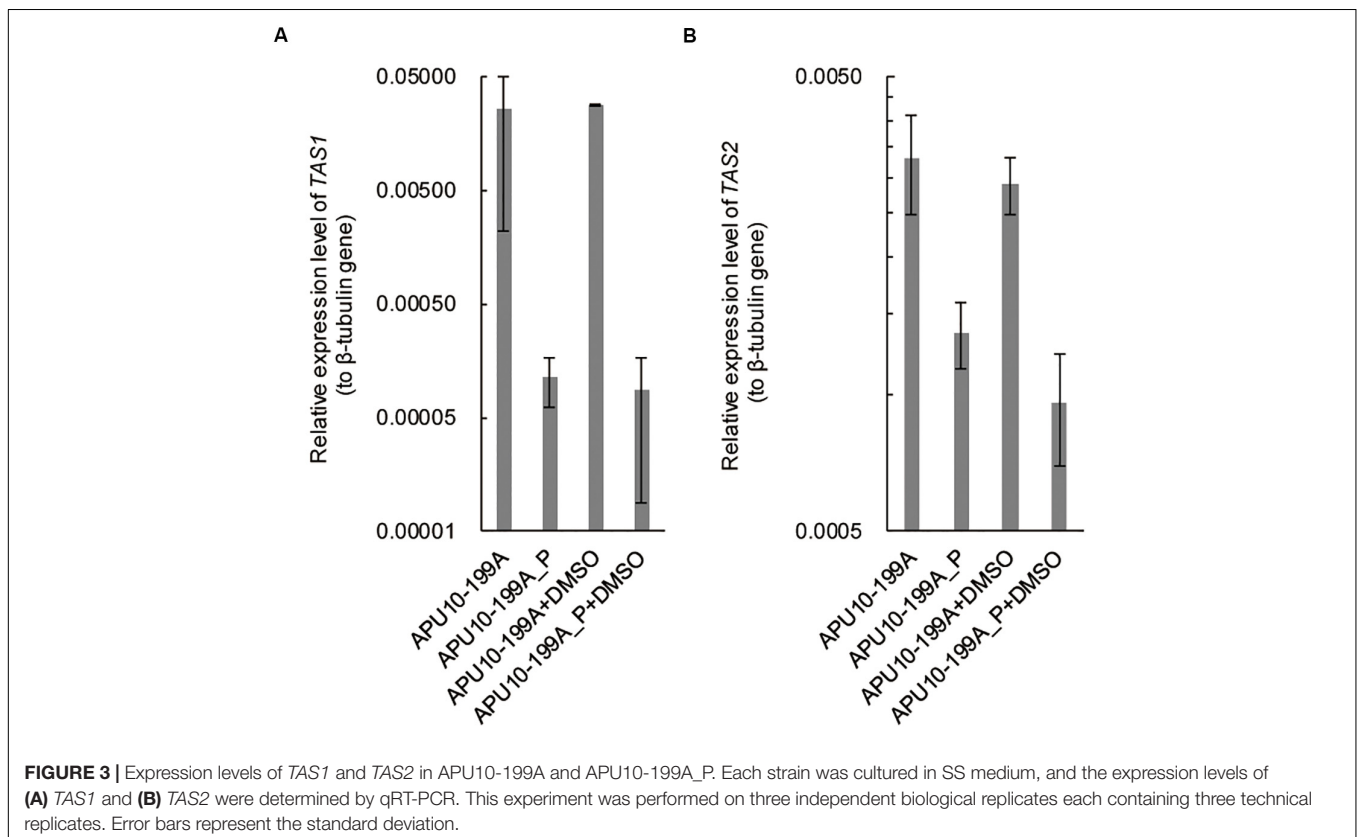 A
Relative expression level of TAS1
(to β-tubulin gene)
0.05000
0.00500
0.00050
0.00005
0.00001
APU10-199A
APU10-199A_P
APU10-199A+DMSO
APU10-199A_P+DMSO
B
Relative expression level of TAS2
(to β-tubulin gene)
0.0050
0.0005
APU10-199A
APU10-199A_P
APU10-199A+DMSO
APU10-199A_P+DMSO
FIGURE 3 | Expression levels of TAS1 and TAS2 in APU10-199A and APU10-199A_P. Each strain was cultured in SS medium, and the expression levels of
(A) TAS1 and (B) TAS2 were determined by qRT-PCR. This experiment was performed on three independent biological replicates each containing three technical
replicates. Error bars represent the standard deviation.